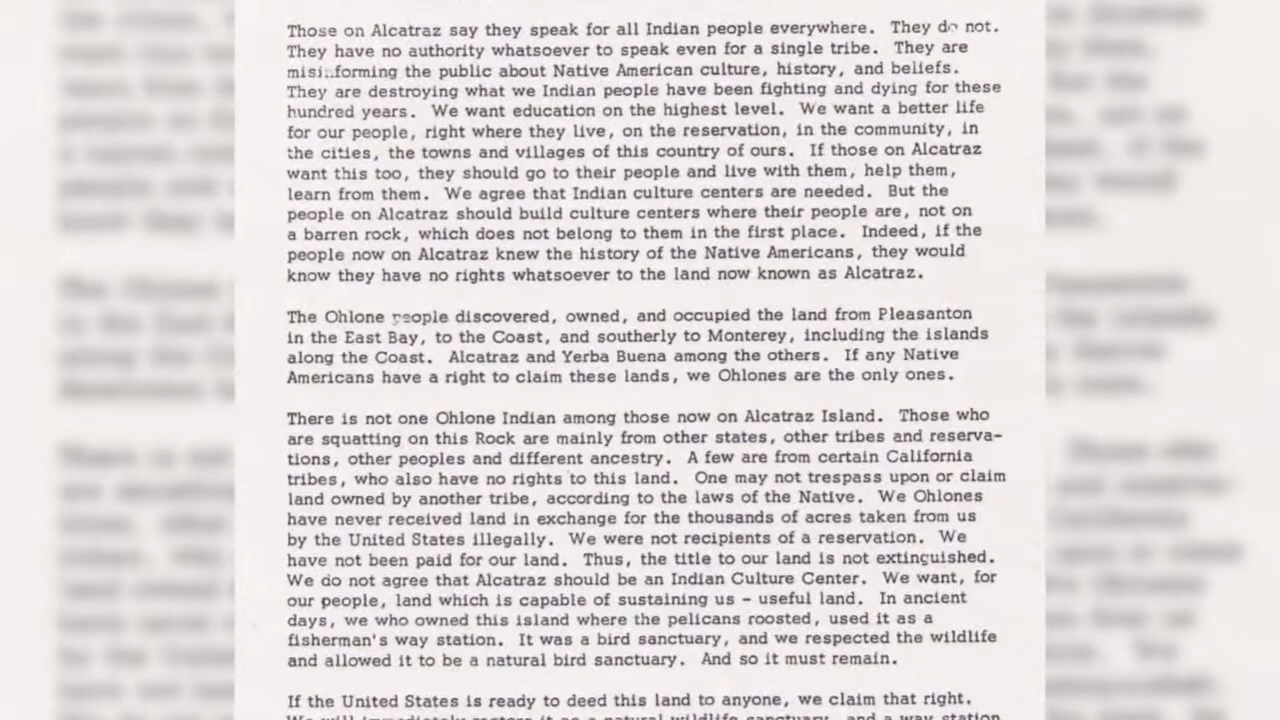 Those on Alcatraz say they speak for all Indian people everywhere. They do not.
They have no authority whatsoever to speak even for a single tribe. They are
misi..forming the public about Native American culture, history, and beliefs.
They are destroying what we Indian people have been fighting and dying for these
hundred years. We want education on the highest level. We want a better life
for our people, right where they live, on the reservation, in the community, in
the cities, the towns and villages of this country of ours. If those on Alcatraz
want this too, they should go to their people and live with them, help them,
learn from them. We agree that Indian culture centers are needed. But the
people on Alcatraz should build culture centers where their people are, not on
a barren rock, which does not belong to them in the first place. Indeed, if the
people now on Alcatraz knew the history of the Native Americans, they would
know they have no rights whatsoever to the land now known as Alcatraz.
The Ohlone people discovered, owned, and occupied the land from Pleasanton
in the East Bay, to the Coast, and southerly to Monterey, including the islands
along the Coast. Alcatraz and Yerba Buena among the others. If any Native
Americans have a right to claim these lands, we Ohlones are the only ones.
There is not one Ohlone Indian among those now on Alcatraz Island. Those who
are squatting on this Rock are mainly from other states, other tribes and reserva-
tions, other peoples and different ancestry. A few are from certain California
tribes, who also have no rights to this land. One may not trespass upon or claim
land owned by another tribe, according to the laws of the Native. We Ohlones
have never received land in exchange for the thousands of acres taken from us
by the United States illegally. We were not recipients of a reservation. We
have not been paid for our land. Thus, the title to our land is not extinguished.
We do not agree that Alcatraz should be an Indian Culture Center. We want, for
our people, land which is capable of sustaining us - useful land. In ancient
days, we who owned this island where the pelicans roosted, used it as a
fisherman's way station. It was a bird sanctuary, and we respected the wildlife
and allowed it to be a natural bird sanctuary. And so it must remain.
If the United States is ready to deed this land to anyone, we claim that right.
We will immediately restore it as a natural wildlife sanctuary, and a way station